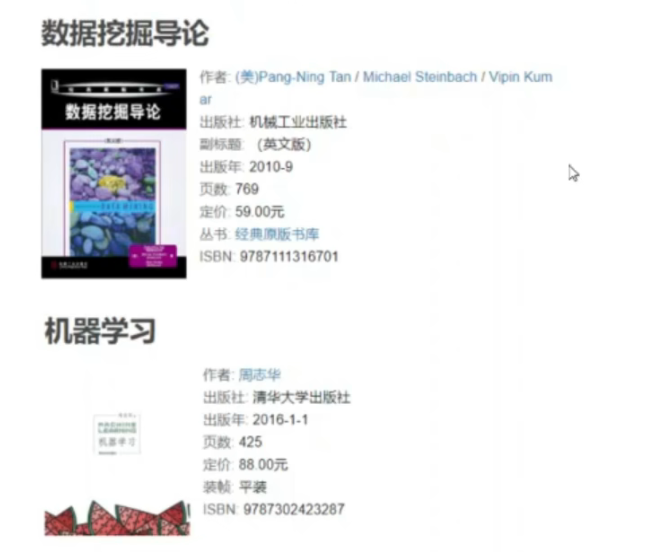 数据挖掘导论
作者: (美)Pang-Ning Tan / Michael Steinbach / Vipin Kum
ar
出版社: 机械工业出版社
副标题: （英文版）
出版年: 2010-9
页数: 769
定价: 59.00元
丛书: 经典原版书库
ISBN: 9787111316701
数据挖掘导论
DATA MINING
机器学习
作者: 周志华
出版社: 清华大学出版社
出版年: 2016-1-1
页数: 425
定价: 88.00元
装帧: 平装
ISBN: 9787302423287
MACHINE
LEARNING
机器学习